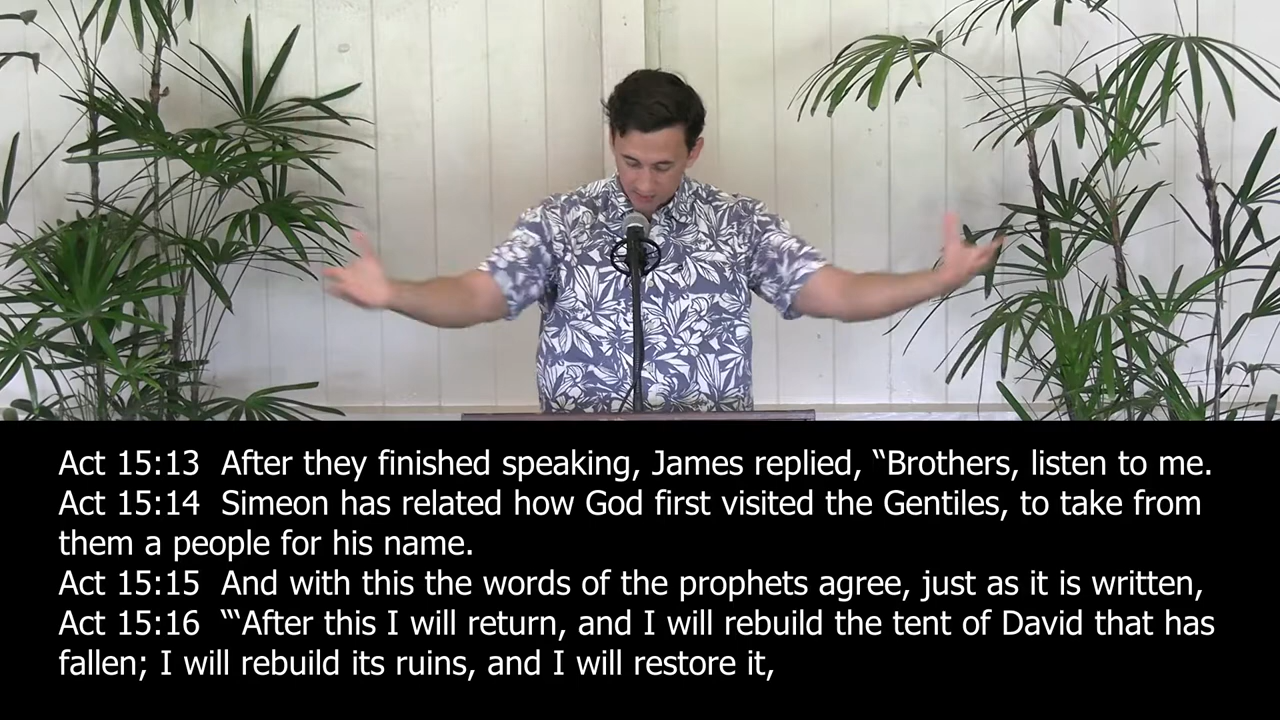 Act 15:13  After they finished speaking, James replied, “Brothers, listen to me.
Act 15:14  Simeon has related how God first visited the Gentiles, to take from
them a people for his name.
Act 15:15  And with this the words of the prophets agree, just as it is written,
Act 15:16  “‘After this I will return, and I will rebuild the tent of David that has
fallen; I will rebuild its ruins, and I will restore it,